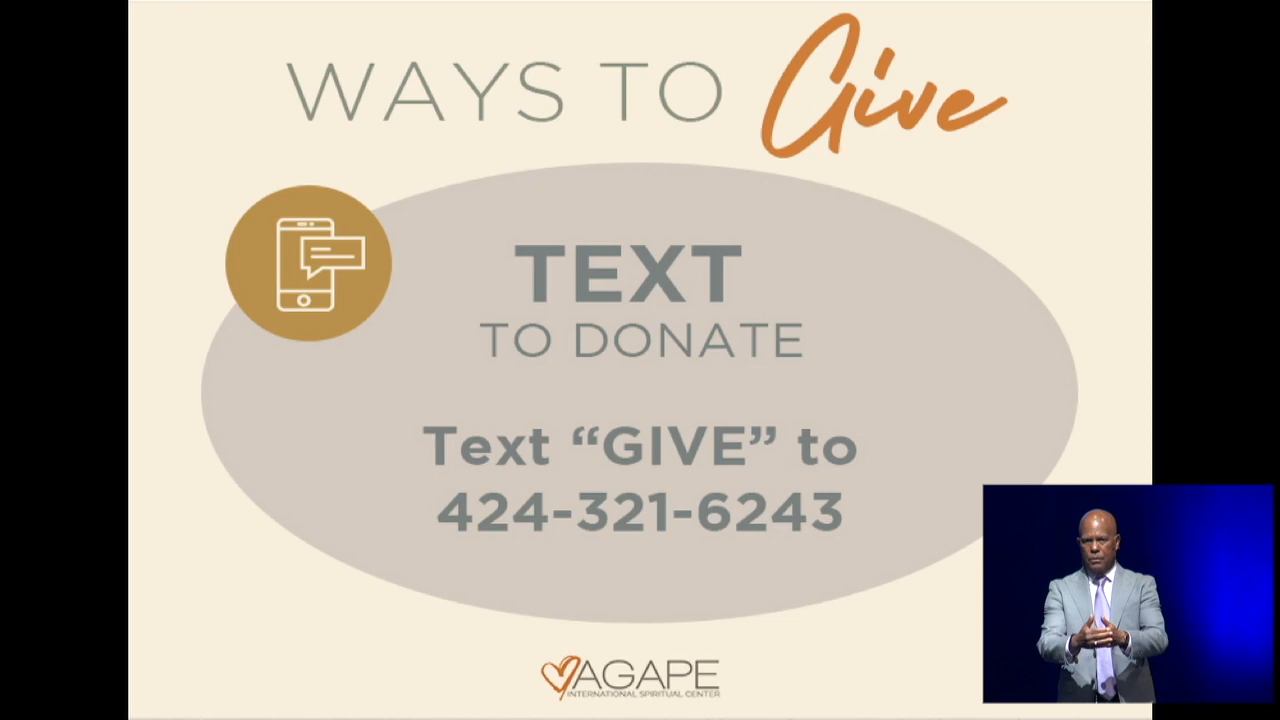 WAYS TO Give
TEXT
TO DONATE
Text “GIVE” to
424-321-6243
AGAPE
INTERNATIONAL SPIRITUAL CENTER